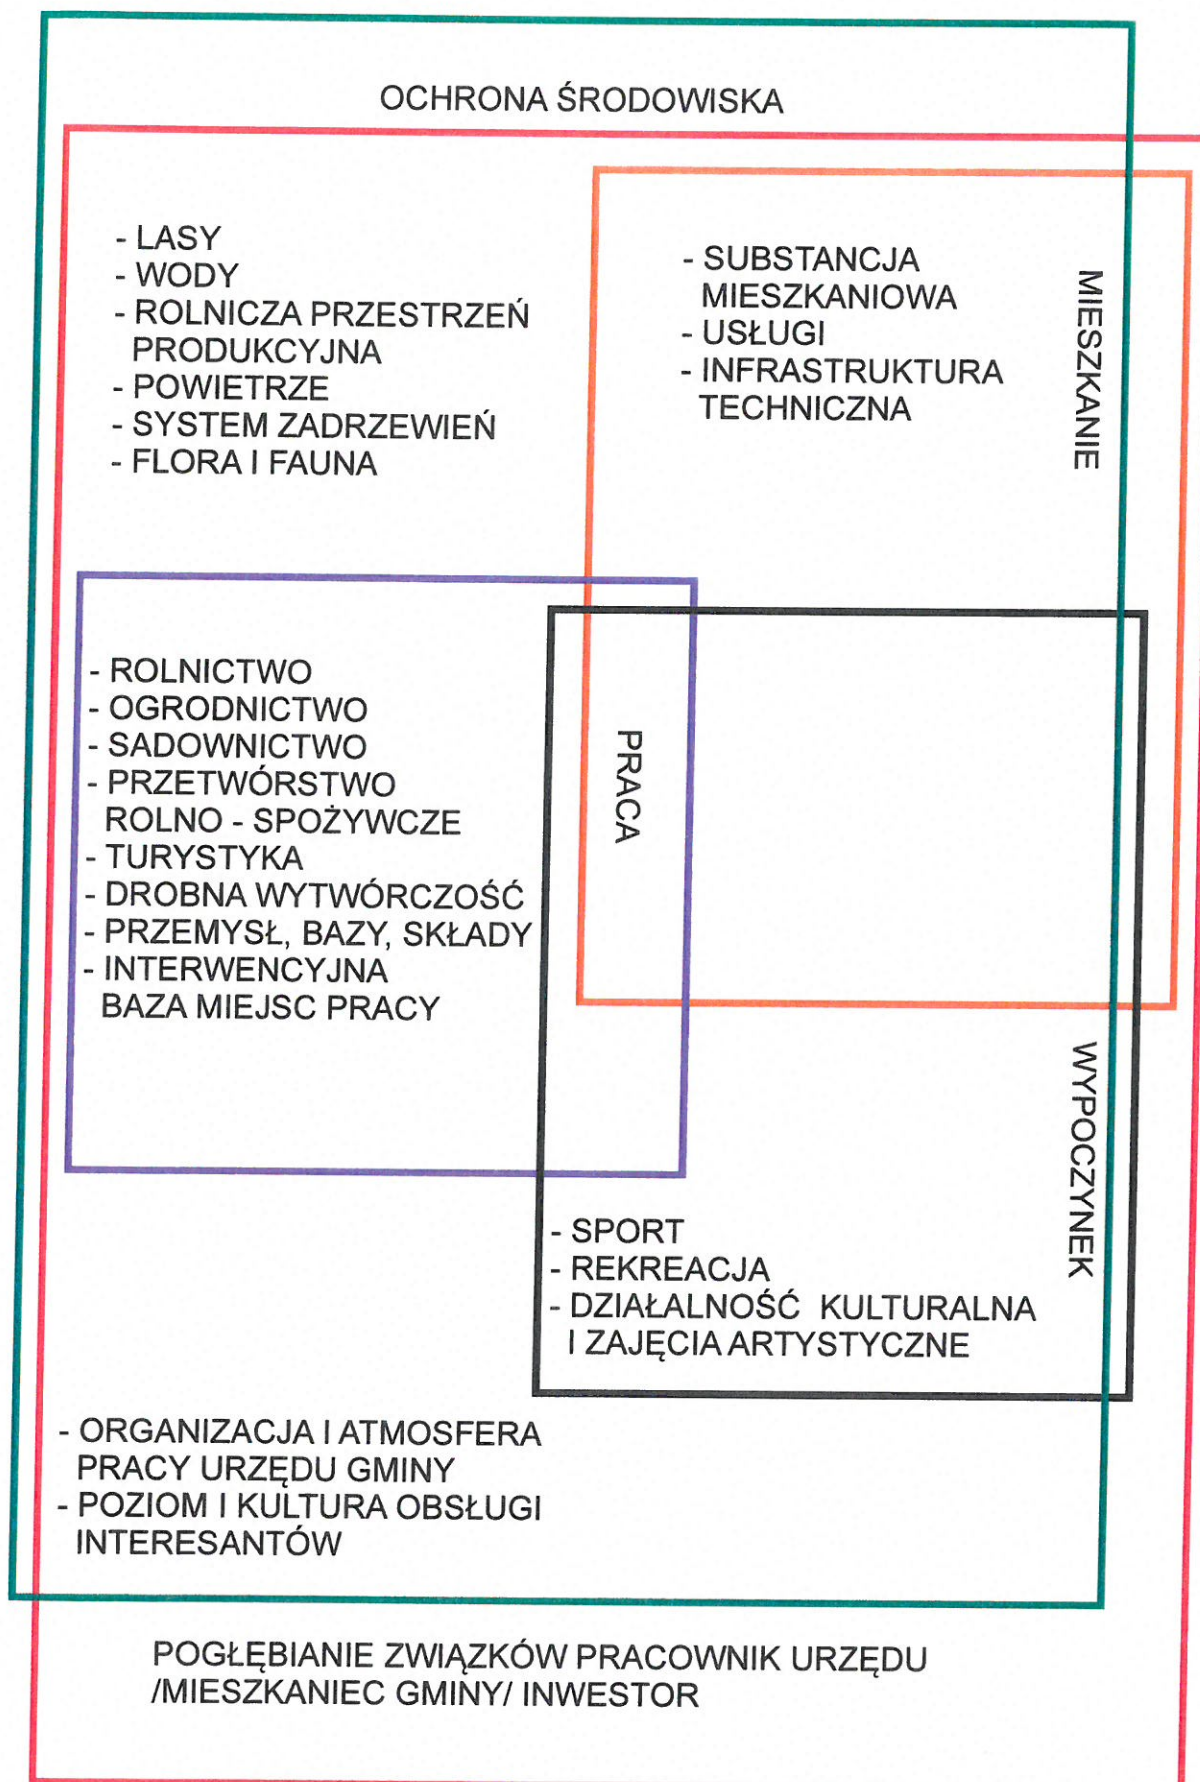 OCHRONA ŚRODOWISKA
- LASY
- WODY
- ROLNICZA PRZESTRZEŃ
PRODUKCYJNA
- POWIETRZE
- SYSTEM ZADRZEWIEŃ
- FLORA I FAUNA
- SUBSTANCJA
MIESZKANIOWA
- USŁUGI
- INFRASTRUKTURA
TECHNICZNA
MIESZKANIE
- ROLNICTWO
- OGRODNICTWO
- SADOWNICTWO
- PRZETWÓRSTWO
ROLNO - SPOŻYWCZE
- TURYSTYKA
- DROBNA WYTWÓRCZOŚĆ
- PRZEMYSŁ, BAZY, SKŁADY
- INTERWENCYJNA
BAZA MIEJSC PRACY
PRACA
WYPOCZYNEK
- SPORT
- REKREACJA
- DZIAŁALNOŚĆ KULTURALNA
I ZAJĘCIA ARTYSTYCZNE
- ORGANIZACJA I ATMOSFERA
PRACY URZĘDU GMINY
- POZIOM I KULTURA OBSŁUGI
INTERESANTÓW
POGŁĘBIANIE ZWIĄZKÓW PRACOWNIK URZĘDU
/MIESZKANIEC GMINY/ INWESTOR